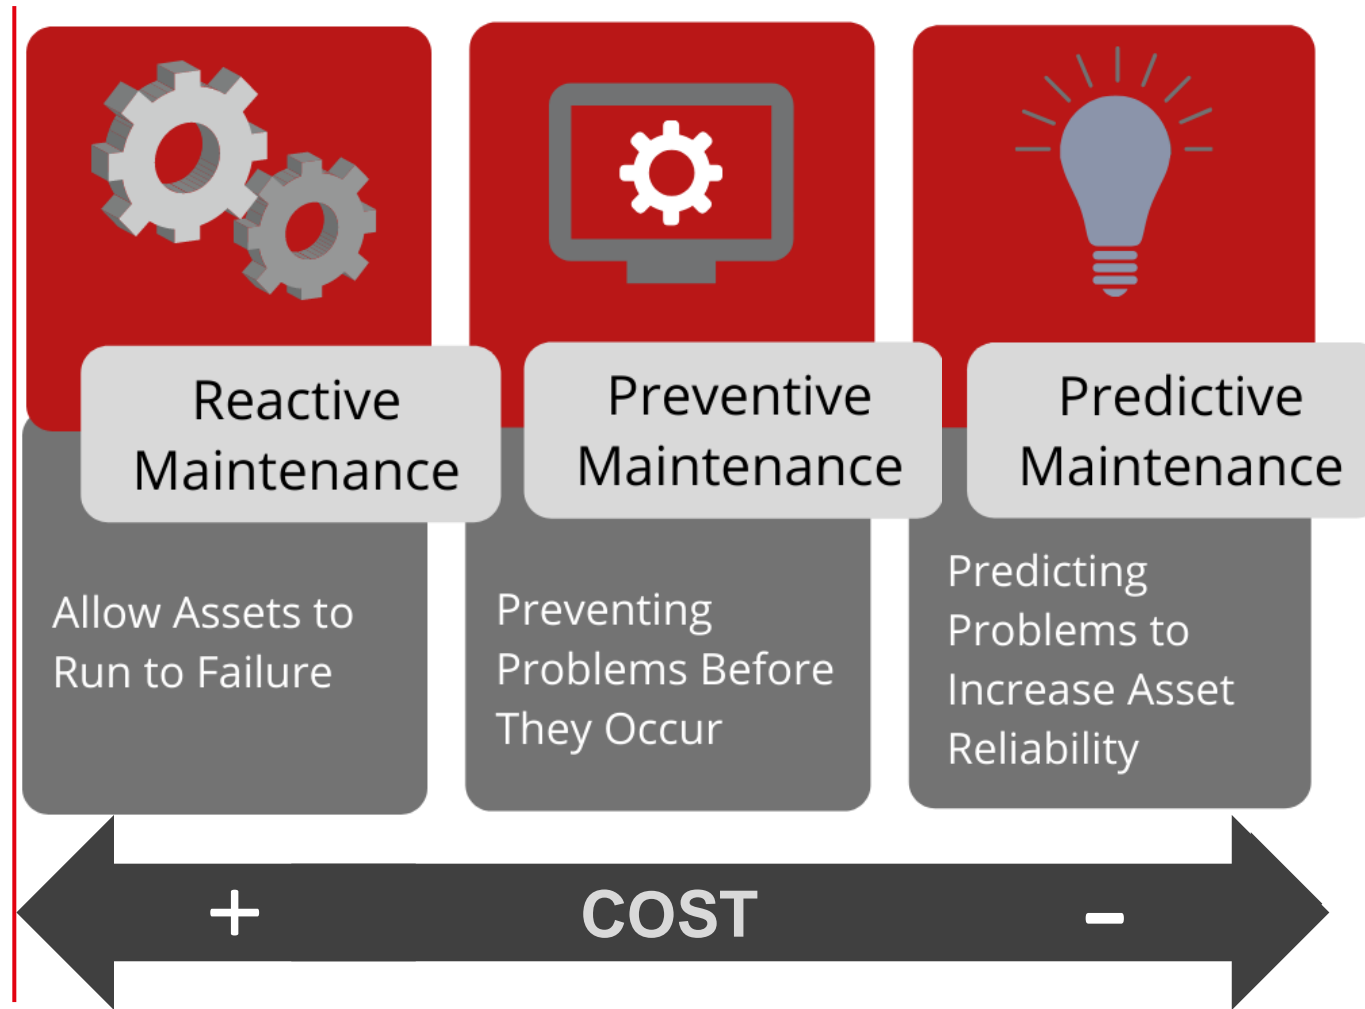 Reactive
Maintenance
Allow Assets to
Run to Failure
Preventive
Maintenance
Preventing
Problems Before
They Occur
Predictive
Maintenance
Predicting
Problems to
Increase Asset
Reliability
+ COST -